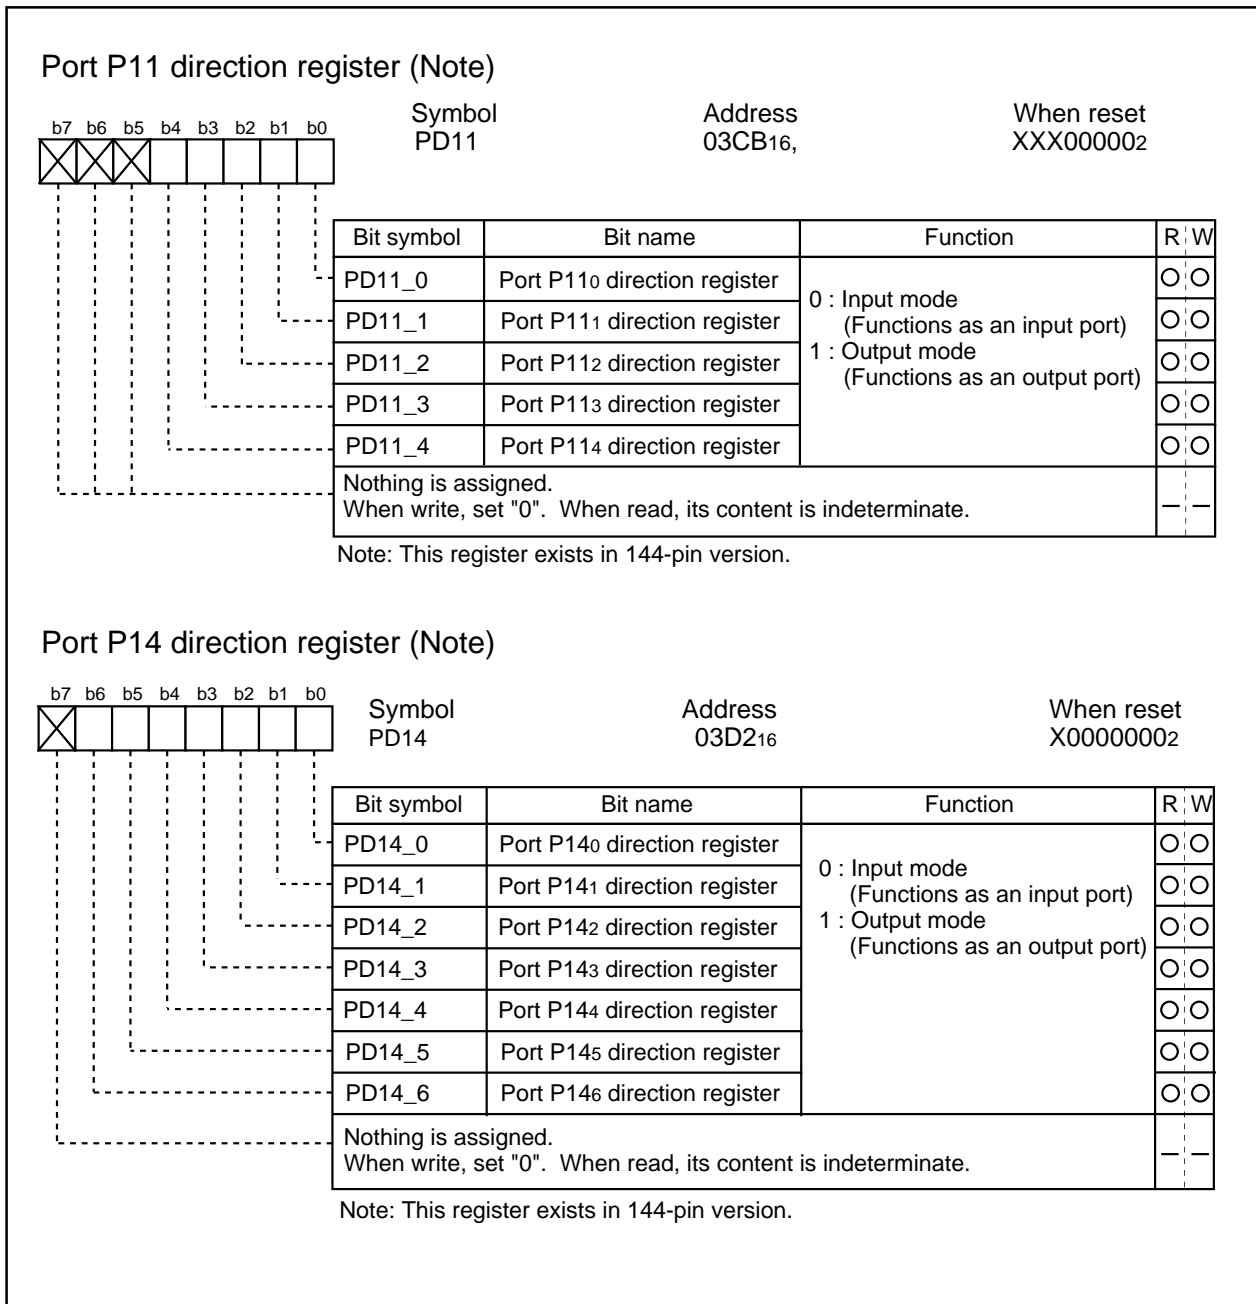 Port P11 direction register (Note)
Symbol Address When reset
b7 b6 b5 b4 b3 b2 b1 b0
PD11 03CB16, XXX000002
Bit symbol Bit name Function R W
PD11_0 Port P110 direction register
0 : Input mode
(Functions as an input port)
1 : Output mode
(Functions as an output port)
PD11_1 Port P111 direction register
PD11_2 Port P112 direction register
PD11_3 Port P113 direction register
PD11_4 Port P114 direction register
Nothing is assigned.
When write, set "0". When read, its content is indeterminate.
Note: This register exists in 144-pin version.
Port P14 direction register (Note)
b7 b6 b5 b4 b3 b2 b1 b0
Symbol Address When reset
PD14 03D216 X00000002
Bit symbol Bit name Function R W
PD14_0 Port P140 direction register
0 : Input mode
(Functions as an input port)
1 : Output mode
(Functions as an output port)
PD14_1 Port P141 direction register
PD14_2 Port P142 direction register
PD14_3 Port P143 direction register
PD14_4 Port P144 direction register
PD14_5 Port P145 direction register
PD14_6 Port P146 direction register
Nothing is assigned.
When write, set "0". When read, its content is indeterminate.
Note: This register exists in 144-pin version.